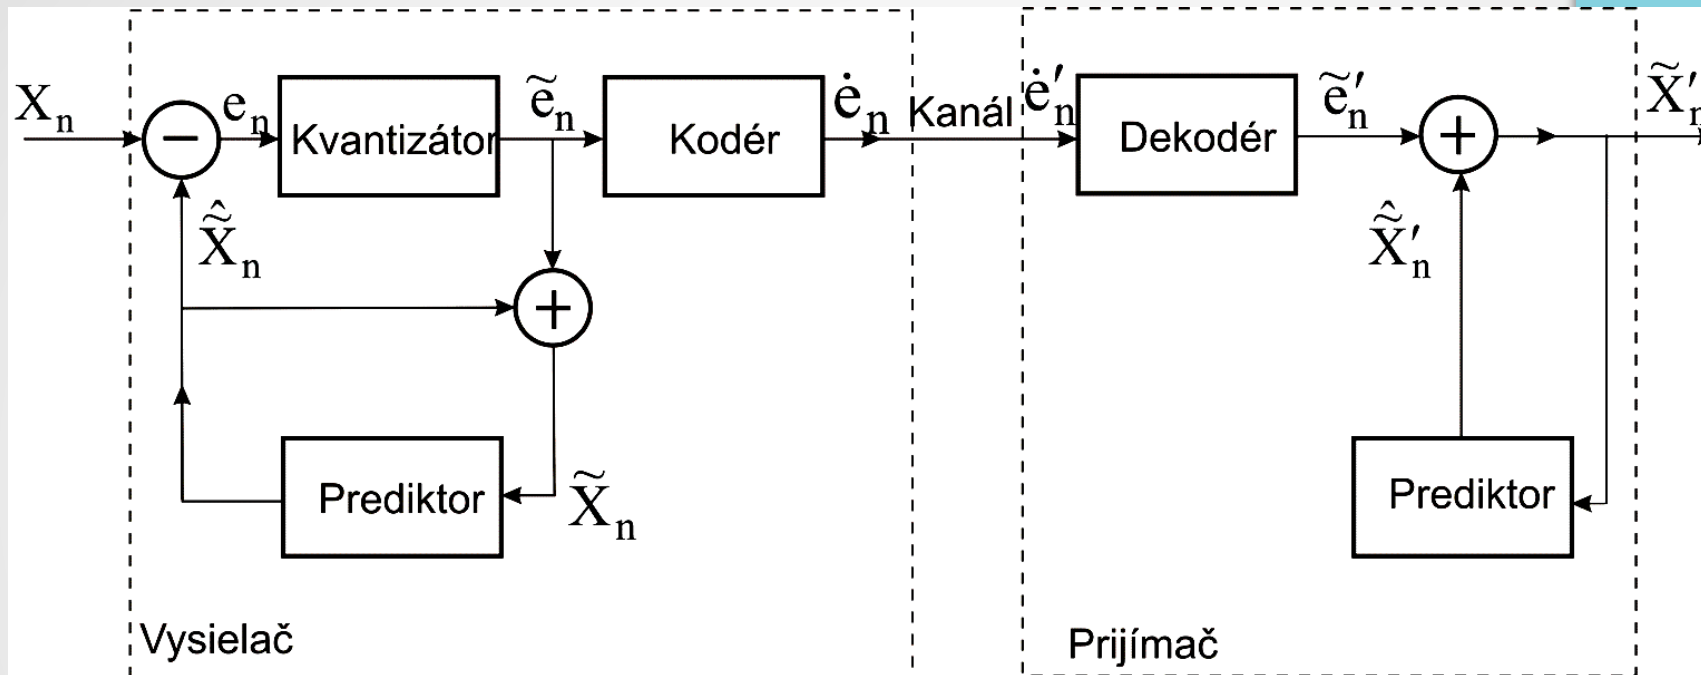 Xₙ
−
eₙ
Kvantizátor
ẽₙ
Kodér
ėₙ
Kanál
ė′ₙ
Dekodér
ẽ′ₙ
+
X̃′ₙ
X̃̂ₙ
+
X̃̂′ₙ
Prediktor
X̃ₙ
Prediktor
Vysielač
Prijímač